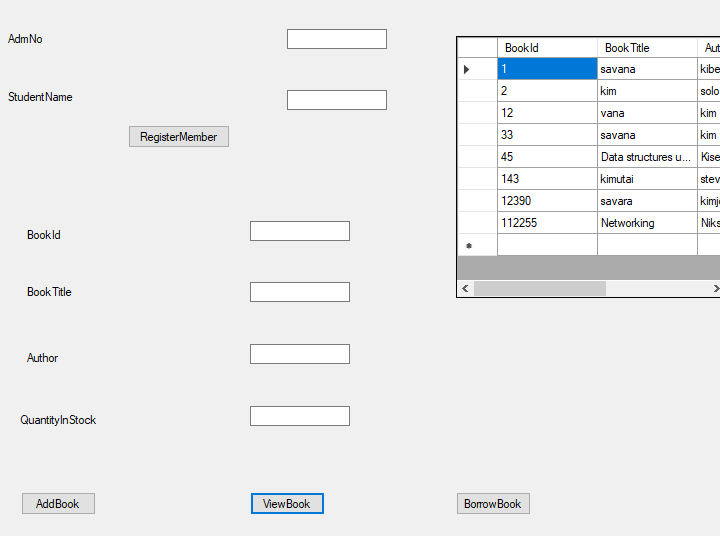 AdmNo
StudentName
RegisterMember
BookId
BookTitle
Author
QuantityInStock
AddBook
ViewBook
BorrowBook
BookId BookTitle Aut
1 savana kibe
2 kim solo
12 vana kim
33 savana kim
45 Data structures u... Kise
143 kimutai stev
12390 savara kimj
112255 Networking Niks